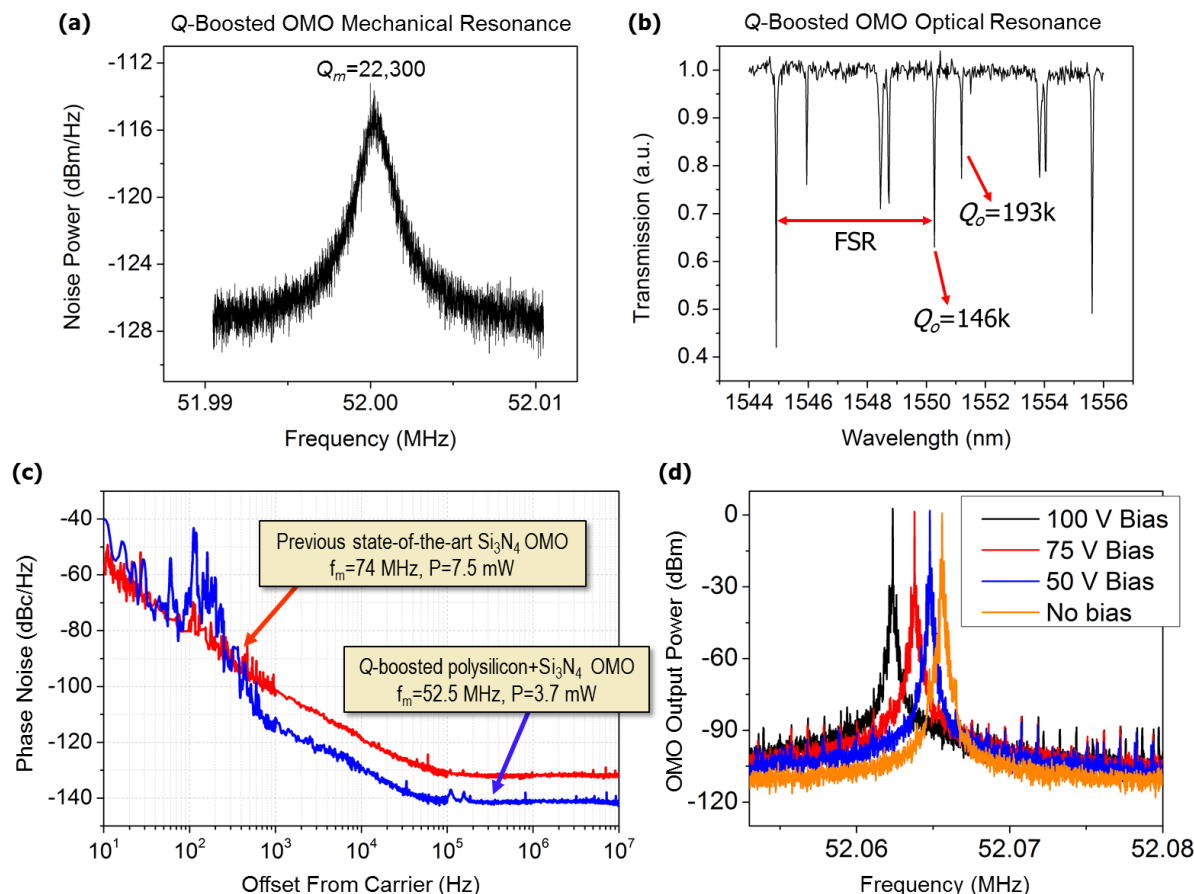 (a)
Q-Boosted OMO Mechanical Resonance
Qm=22,300
-112
-116
-120
-124
-128
Noise Power (dBm/Hz)
51.99
52.00
52.01
Frequency (MHz)
(b)
Q-Boosted OMO Optical Resonance
1.0
0.9
0.8
0.7
0.6
0.5
0.4
Transmission (a.u.)
Qo=193k
FSR
Qo=146k
1544
1546
1548
1550
1552
1554
1556
Wavelength (nm)
(c)
-40
-60
-80
-100
-120
-140
Phase Noise (dBc/Hz)
Previous state-of-the-art Si₃N₄ OMO
fm=74 MHz, P=7.5 mW
Q-boosted polysilicon+Si₃N₄ OMO
fm=52.5 MHz, P=3.7 mW
10¹
10²
10³
10⁴
10⁵
10⁶
10⁷
Offset From Carrier (Hz)
(d)
0
-30
-60
-90
-120
OMO Output Power (dBm)
100 V Bias
75 V Bias
50 V Bias
No bias
52.06
52.07
52.08
Frequency (MHz)